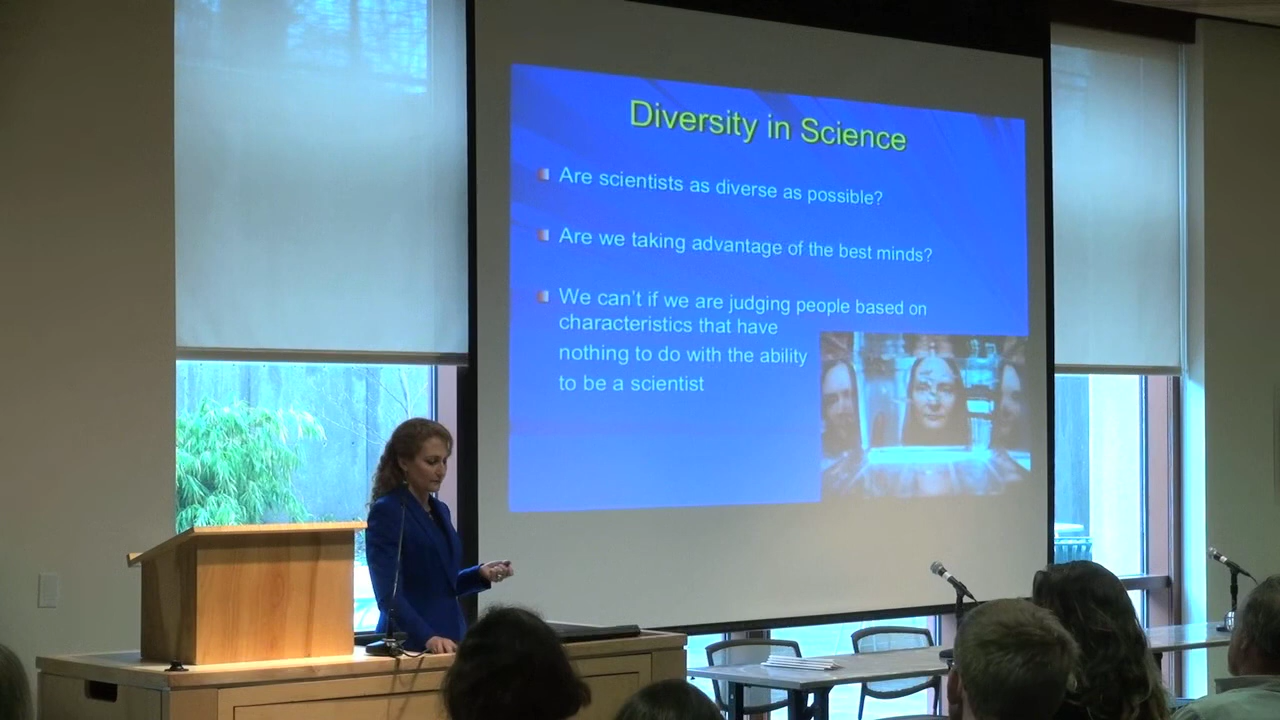 Diversity in Science
Are scientists as diverse as possible?
Are we taking advantage of the best minds?
We can't if we are judging people based on
characteristics that have
nothing to do with the ability
to be a scientist